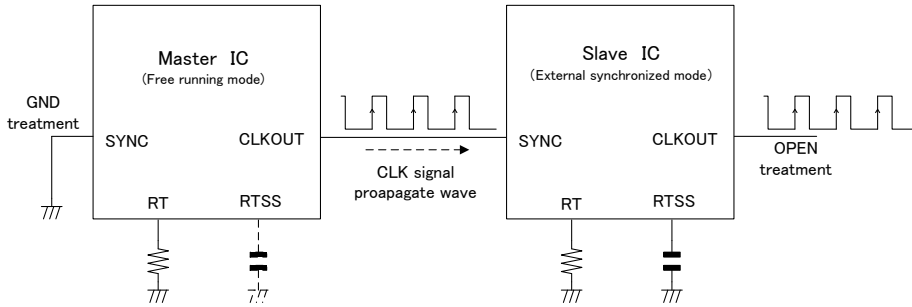 Master IC
(Free running mode)
GND
treatment
SYNC
CLKOUT
RT
RTSS
CLK signal
proapagate wave
Slave IC
(External synchronized mode)
SYNC
CLKOUT
RT
RTSS
OPEN
treatment